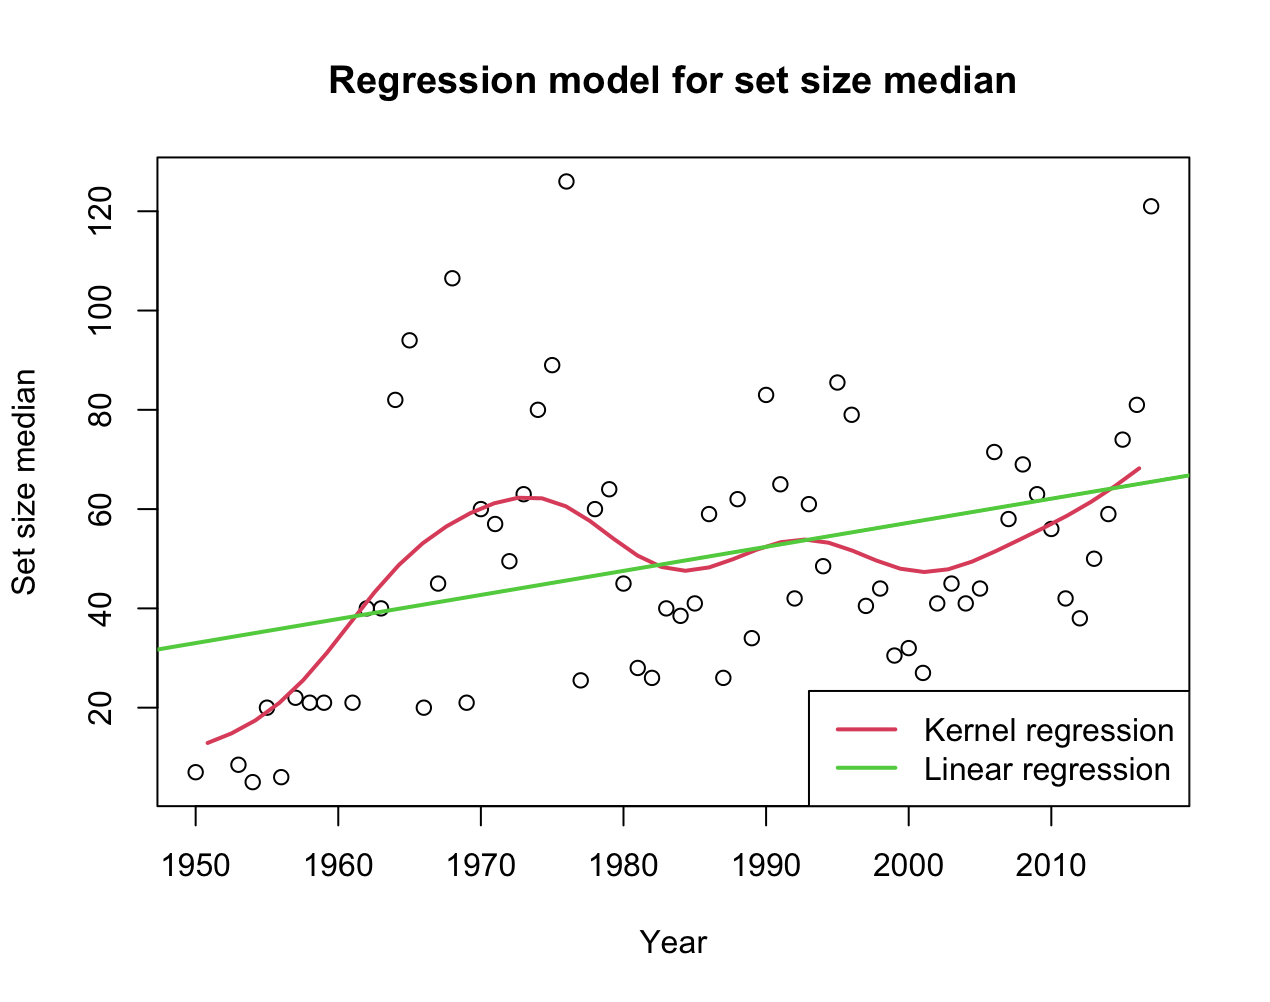 Regression model for set size median
Set size median
120
100
80
60
40
20
Kernel regression
Linear regression
1950 1960 1970 1980 1990 2000 2010
Year